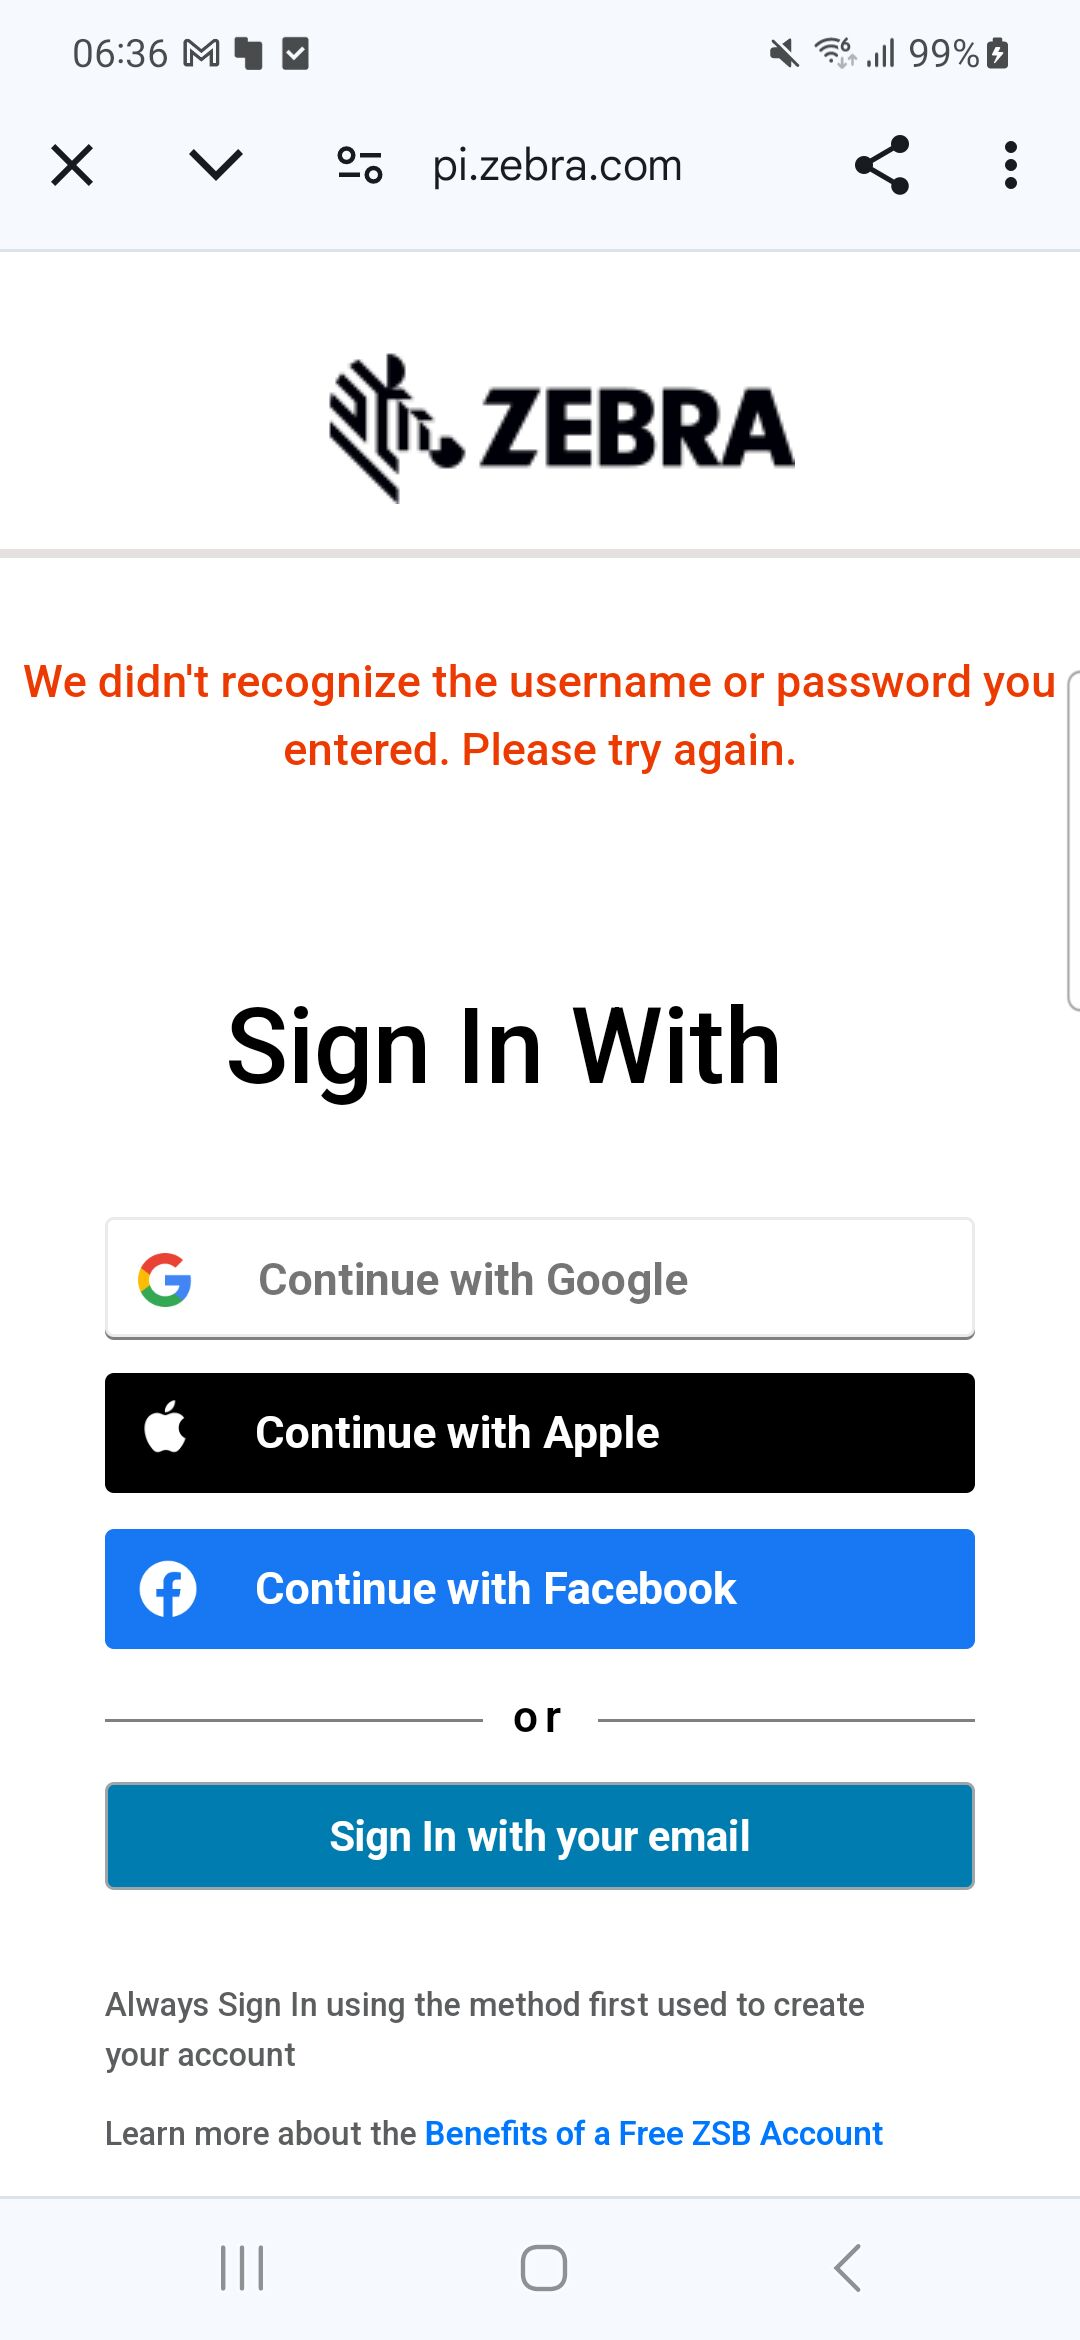 06:36
99%
pi.zebra.com
ZEBRA
We didn't recognize the username or password you
entered. Please try again.
Sign In With
Continue with Google
Continue with Apple
Continue with Facebook
or
Sign In with your email
Always Sign In using the method first used to create
your account
Learn more about the Benefits of a Free ZSB Account